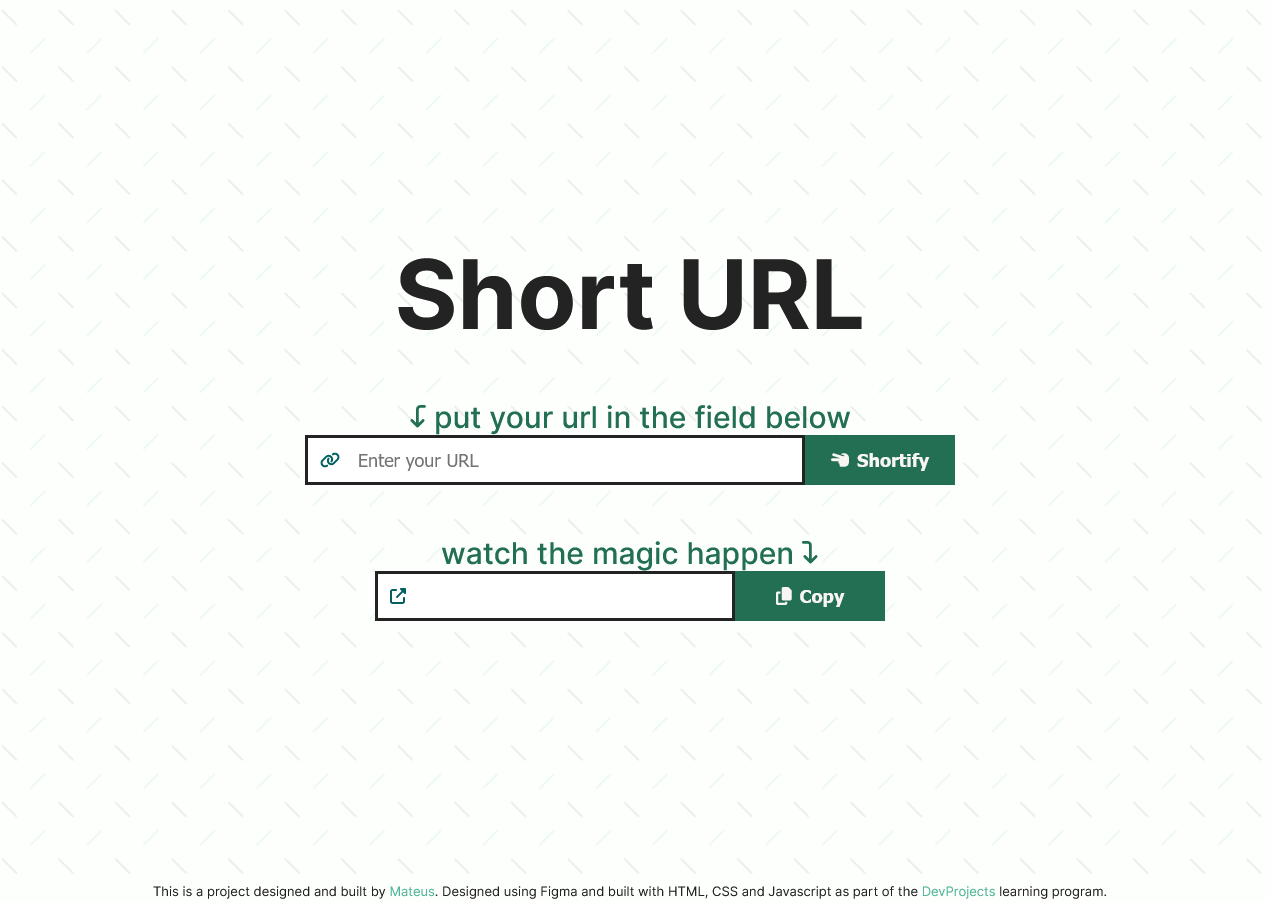 Short URL
put your url in the field below
Enter your URL
Shortify
watch the magic happen
Copy
This is a project designed and built by Mateus. Designed using Figma and built with HTML, CSS and Javascript as part of the DevProjects learning program.